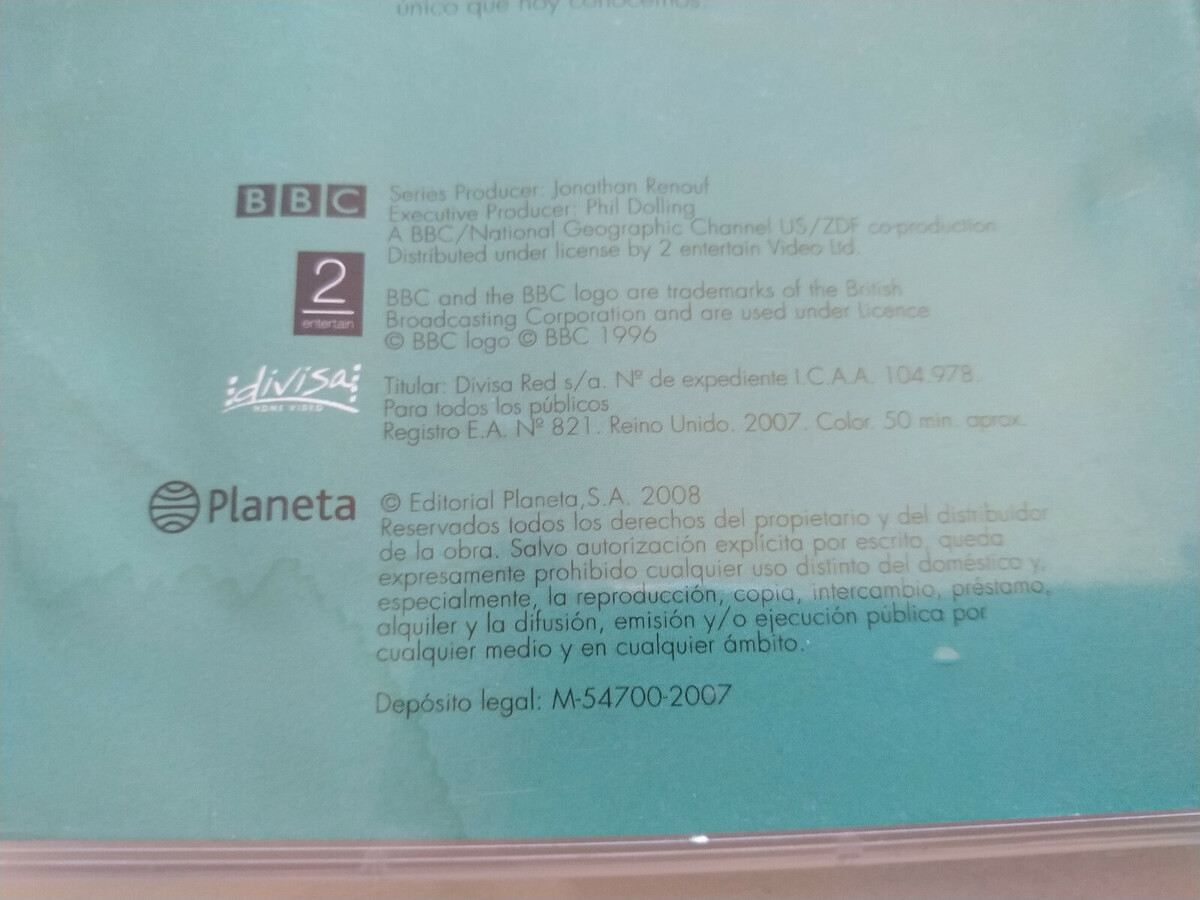 único que hoy conocemos.
BBC
Series Producer: Jonathan Renouf
Executive Producer: Phil Dolling
A BBC/National Geographic Channel US/ZDF co-production
Distributed under license by 2 entertain Video Ltd.
2
entertain
BBC and the BBC logo are trademarks of the British
Broadcasting Corporation and are used under Licence
© BBC logo © BBC 1996
divisa
HOME VIDEO
Titular: Divisa Red s/a. Nº de expediente I.C.A.A. 104.978.
Para todos los públicos
Registro E.A. Nº 821. Reino Unido. 2007. Color. 50 min. aprox.
Planeta
© Editorial Planeta,S.A. 2008
Reservados todos los derechos del propietario y del distribuidor
de la obra. Salvo autorización explícita por escrito, queda
expresamente prohibido cualquier uso distinto del doméstico y,
especialmente, la reproducción, copia, intercambio, préstamo,
alquiler y la difusión, emisión y/o ejecución pública por
cualquier medio y en cualquier ámbito.
Depósito legal: M-54700-2007